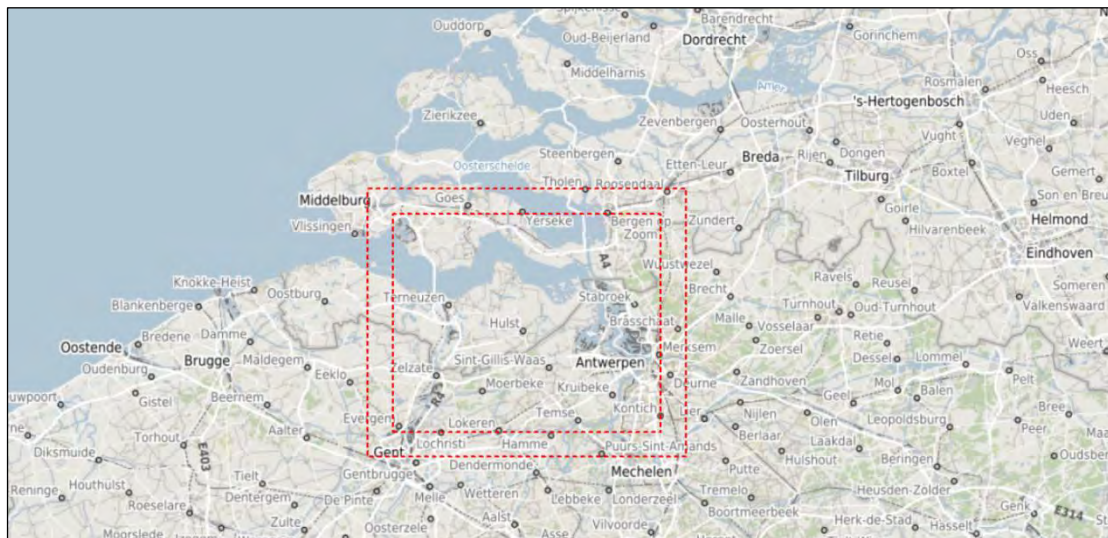 Ouddorp
Barendrecht
Oud-Beijerland
Dordrecht
Gorinchem
Middelharnis
Oss
Rosmalen
Heesch
Amer
's-Hertogenbosch
Zierikzee
Zevenbergen
Oosterhout
Uden
Vught
Veghel
Oosterschelde
Steenbergen
Etten-Leur
Breda
Rijen
Dongen
Boxtel
Gemert
Tholen
Roosendaal
Tilburg
Son en Breu
Middelburg
Goes
Yerseke
Bergen op
Zoom
Zundert
Goirle
Hilvarenbeek
Helmond
Vlissingen
Eindhoven
A4
Wuustwezel
Knokke-Heist
Oostburg
Terneuzen
Stabroek
Brecht
Ravels
Reusel
Someren
Blankenberge
Turnhout
Oud-Turnhout
Valkenswaard
Bredene
Damme
Hulst
Brasschaat
Malle
Vosselaar
Retie
Oostende
Brugge
Maldegem
Sint-Gillis-Waas
Antwerpen
Merksem
Zoersel
Dessel
Lommel
Weert
Oudenburg
Eeklo
Zelzate
Moerbeke
Kruibeke
Deurne
Zandhoven
Mol
Balen
Pelt
uwpoort
Gistel
Beernem
R4
Temse
Kontich
Nijlen
Geel
Leopoldsburg
Bree
Torhout
Aalter
Evergem
Lochristi
Lokeren
Hamme
Puurs-Sint-Amands
Berlaar
Olen
Laakdal
Peer
Diksmuide
E403
Gent
Gentbrugge
Dendermonde
Mechelen
Putte
Hulshout
Beringen
Oudsber
Reninge
Houthulst
Tielt
Dentergem
De Pinte
Melle
Wetteren
Lebbeke
Londerzeel
Tremelo
Heusden-Zolder
Roeselare
Zulte
Oosterzele
Aalst
Asse
Vilvoorde
Boortmeerbeek
Herk-de-Stad
Hasselt
Genk
E314
Moorslede